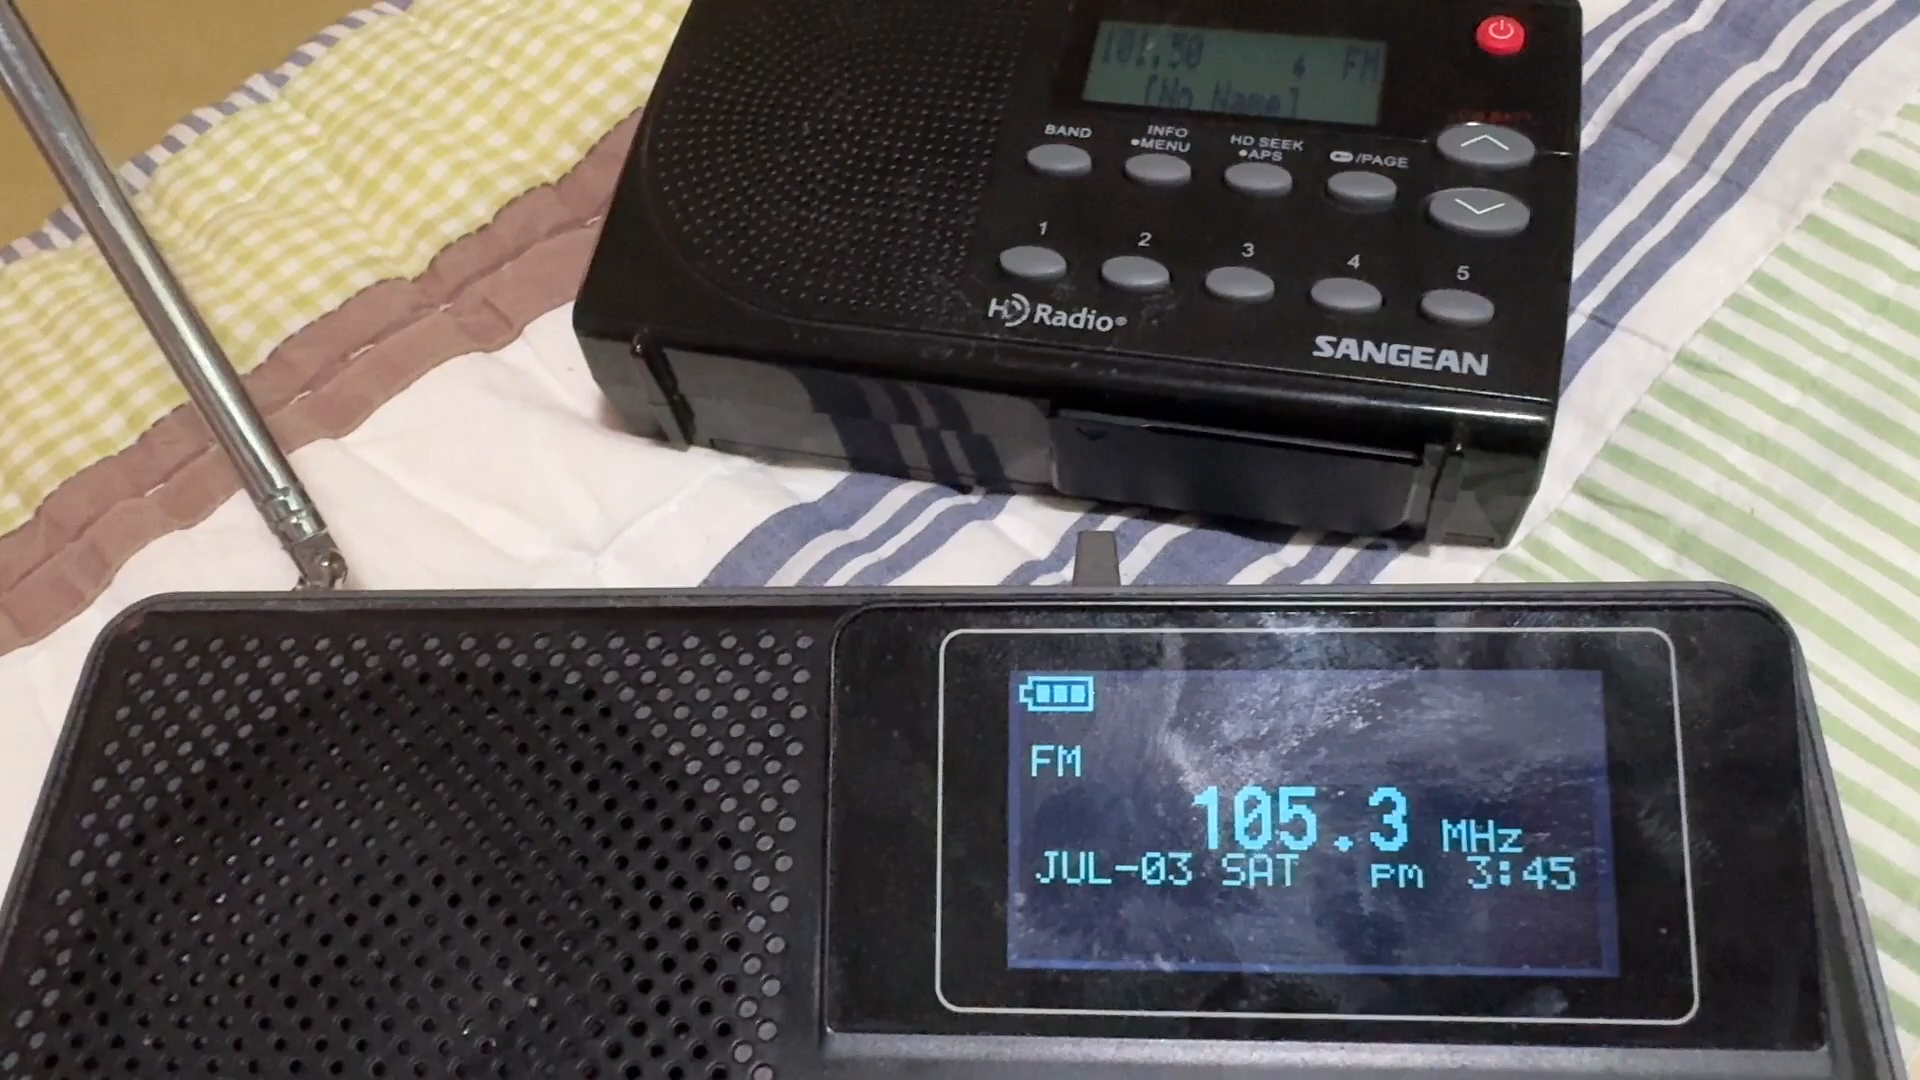 101.50 4 FM
[No Name]
BAND
INFO
•MENU
HD SEEK
•APS
/PAGE
1 2 3 4 5
HD Radio®
SANGEAN
FM
105.3 MHz
JUL-03 SAT PM 3:45